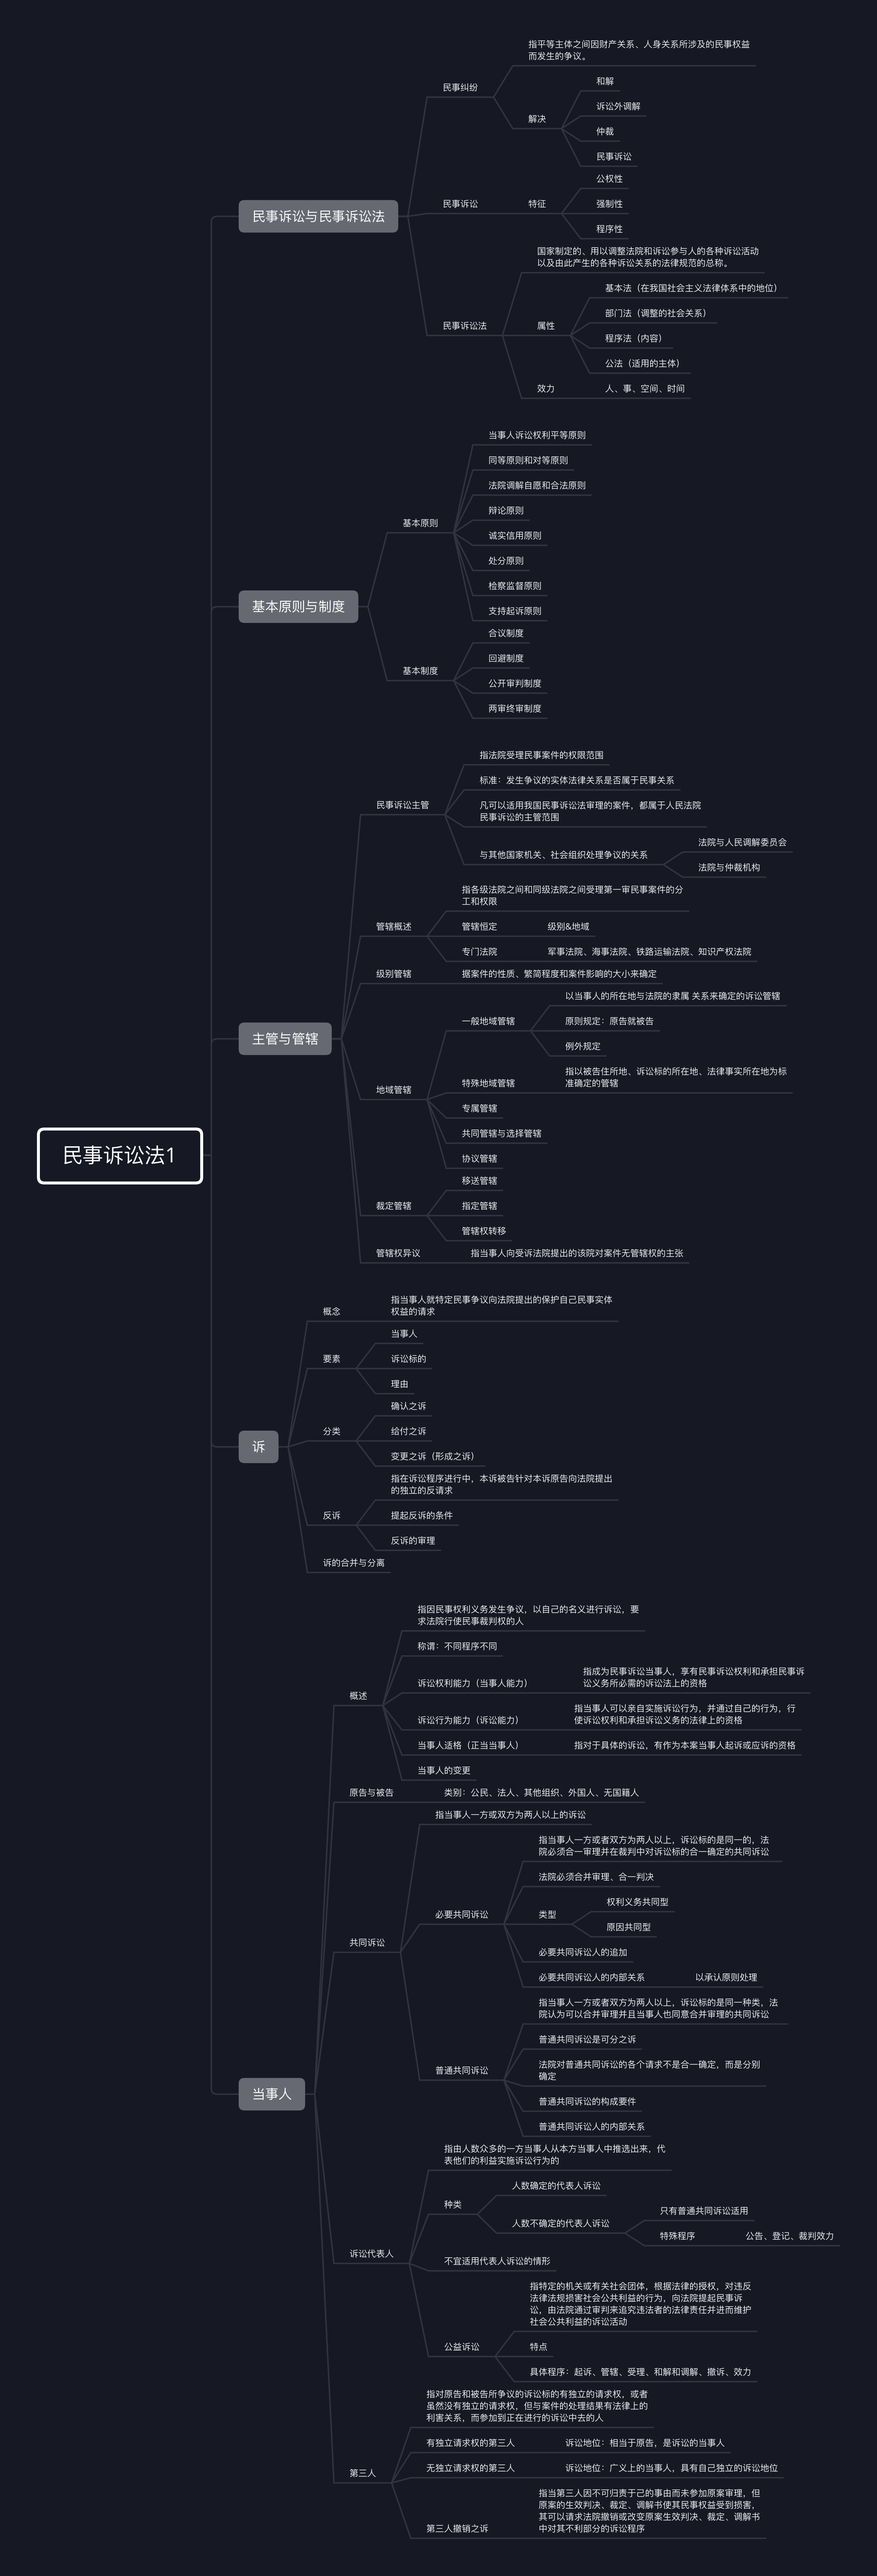 民事诉讼法1
民事诉讼与民事诉讼法
民事纠纷
指平等主体之间因财产关系、人身关系所涉及的民事权益
而发生的争议。
解决
和解
诉讼外调解
仲裁
民事诉讼
民事诉讼
特征
公权性
强制性
程序性
民事诉讼法
国家制定的、用以调整法院和诉讼参与人的各种诉讼活动
以及由此产生的各种诉讼关系的法律规范的总称。
属性
基本法（在我国社会主义法律体系中的地位）
部门法（调整的社会关系）
程序法（内容）
公法（适用的主体）
效力
人、事、空间、时间
基本原则与制度
基本原则
当事人诉讼权利平等原则
同等原则和对等原则
法院调解自愿和合法原则
辩论原则
诚实信用原则
处分原则
检察监督原则
支持起诉原则
基本制度
合议制度
回避制度
公开审判制度
两审终审制度
主管与管辖
民事诉讼主管
指法院受理民事案件的权限范围
标准：发生争议的实体法律关系是否属于民事关系
凡可以适用我国民事诉讼法审理的案件，都属于人民法院
民事诉讼的主管范围
与其他国家机关、社会组织处理争议的关系
法院与人民调解委员会
法院与仲裁机构
管辖概述
指各级法院之间和同级法院之间受理第一审民事案件的分
工和权限
管辖恒定
级别&地域
专门法院
军事法院、海事法院、铁路运输法院、知识产权法院
级别管辖
据案件的性质、繁简程度和案件影响的大小来确定
地域管辖
一般地域管辖
以当事人的所在地与法院的隶属 关系来确定的诉讼管辖
原则规定：原告就被告
例外规定
特殊地域管辖
指以被告住所地、诉讼标的所在地、法律事实所在地为标
准确定的管辖
专属管辖
共同管辖与选择管辖
协议管辖
裁定管辖
移送管辖
指定管辖
管辖权转移
管辖权异议
指当事人向受诉法院提出的该院对案件无管辖权的主张
诉
概念
指当事人就特定民事争议向法院提出的保护自己民事实体
权益的请求
要素
当事人
诉讼标的
理由
分类
确认之诉
给付之诉
变更之诉（形成之诉）
反诉
指在诉讼程序进行中，本诉被告针对本诉原告向法院提出
的独立的反请求
提起反诉的条件
反诉的审理
诉的合并与分离
当事人
概述
指因民事权利义务发生争议，以自己的名义进行诉讼，要
求法院行使民事裁判权的人
称谓：不同程序不同
诉讼权利能力（当事人能力）
指成为民事诉讼当事人，享有民事诉讼权利和承担民事诉
讼义务所必需的诉讼法上的资格
诉讼行为能力（诉讼能力）
指当事人可以亲自实施诉讼行为，并通过自己的行为，行
使诉讼权利和承担诉讼义务的法律上的资格
当事人适格（正当当事人）
指对于具体的诉讼，有作为本案当事人起诉或应诉的资格
当事人的变更
原告与被告
类别：公民、法人、其他组织、外国人、无国籍人
共同诉讼
指当事人一方或双方为两人以上的诉讼
必要共同诉讼
指当事人一方或者双方为两人以上，诉讼标的是同一的，法
院必须合一审理并在裁判中对诉讼标的合一确定的共同诉讼
法院必须合并审理、合一判决
类型
权利义务共同型
原因共同型
必要共同诉讼人的追加
必要共同诉讼人的内部关系
以承认原则处理
普通共同诉讼
指当事人一方或者双方为两人以上，诉讼标的是同一种类，法
院认为可以合并审理并且当事人也同意合并审理的共同诉讼
普通共同诉讼是可分之诉
法院对普通共同诉讼的各个请求不是合一确定，而是分别
确定
普通共同诉讼的构成要件
普通共同诉讼人的内部关系
诉讼代表人
指由人数众多的一方当事人从本方当事人中推选出来，代
表他们的利益实施诉讼行为的
种类
人数确定的代表人诉讼
人数不确定的代表人诉讼
只有普通共同诉讼适用
特殊程序
公告、登记、裁判效力
不宜适用代表人诉讼的情形
公益诉讼
指特定的机关或有关社会团体，根据法律的授权，对违反
法律法规损害社会公共利益的行为，向法院提起民事诉
讼，由法院通过审判来追究违法者的法律责任并进而维护
社会公共利益的诉讼活动
特点
具体程序：起诉、管辖、受理、和解和调解、撤诉、效力
第三人
指对原告和被告所争议的诉讼标的有独立的请求权，或者
虽然没有独立的请求权，但与案件的处理结果有法律上的
利害关系，而参加到正在进行的诉讼中去的人
有独立请求权的第三人
诉讼地位：相当于原告，是诉讼的当事人
无独立请求权的第三人
诉讼地位：广义上的当事人，具有自己独立的诉讼地位
第三人撤销之诉
指当第三人因不可归责于己的事由而未参加原案审理，但
原案的生效判决、裁定、调解书使其民事权益受到损害，
其可以请求法院撤销或改变原案生效判决、裁定、调解书
中对其不利部分的诉讼程序